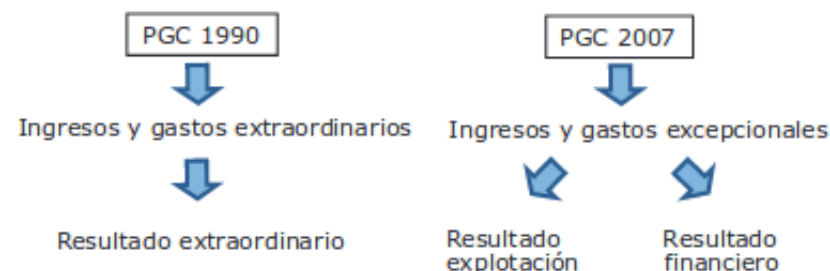 PGC 1990
Ingresos y gastos extraordinarios
Resultado extraordinario
PGC 2007
Ingresos y gastos excepcionales
Resultado
explotación
Resultado
financiero